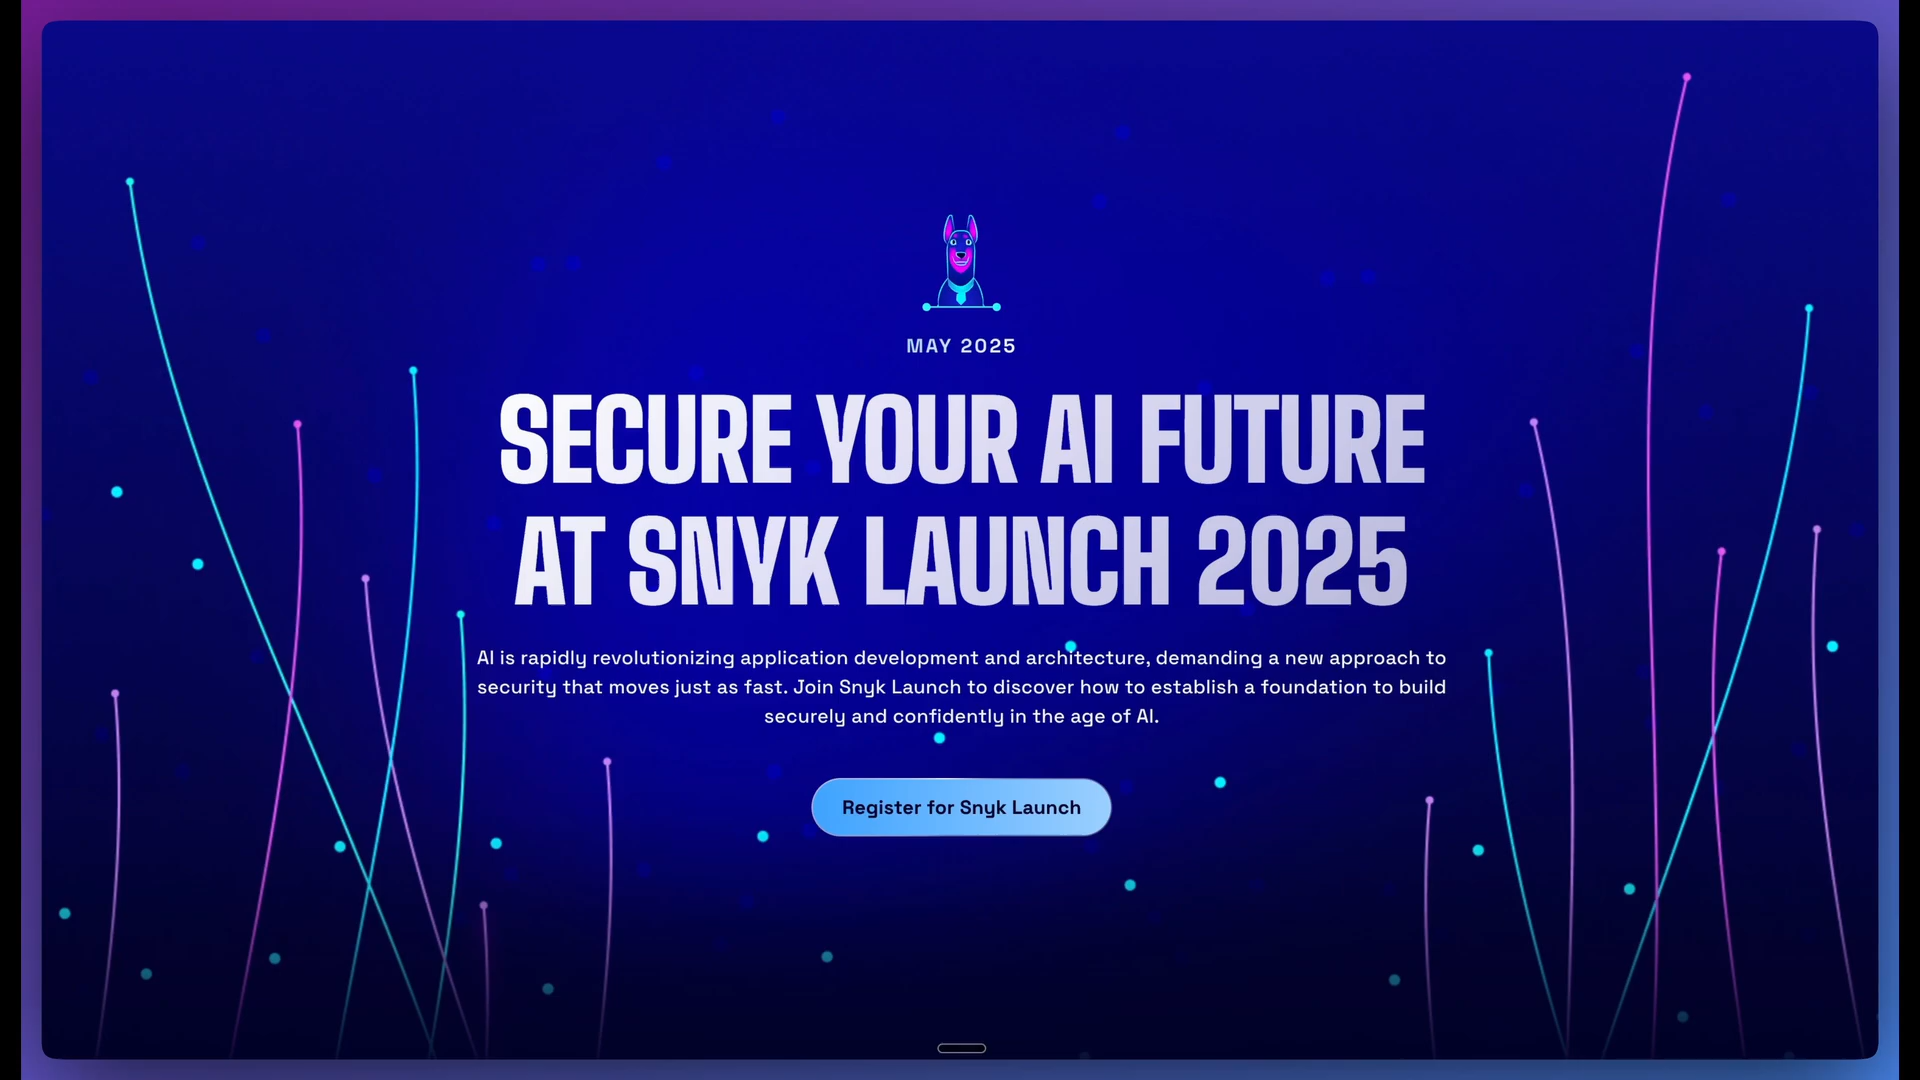 MAY 2025
SECURE YOUR AI FUTURE
AT SNYK LAUNCH 2025
AI is rapidly revolutionizing application development and architecture, demanding a new approach to
security that moves just as fast. Join Snyk Launch to discover how to establish a foundation to build
securely and confidently in the age of AI.
Register for Snyk Launch